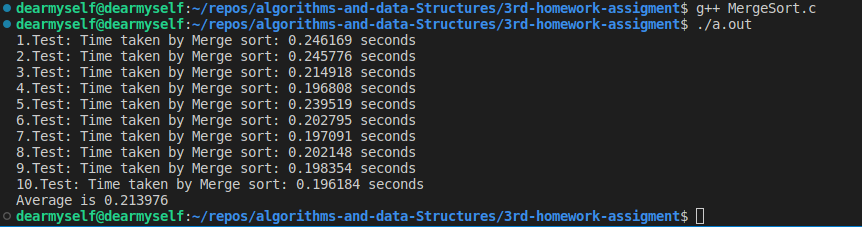 dearmyself@dearmyself:~/repos/algorithms-and-data-Structures/3rd-homework-assigment$ g++ MergeSort.c
dearmyself@dearmyself:~/repos/algorithms-and-data-Structures/3rd-homework-assigment$ ./a.out
1.Test: Time taken by Merge sort: 0.246169 seconds
2.Test: Time taken by Merge sort: 0.245776 seconds
3.Test: Time taken by Merge sort: 0.214918 seconds
4.Test: Time taken by Merge sort: 0.196808 seconds
5.Test: Time taken by Merge sort: 0.239519 seconds
6.Test: Time taken by Merge sort: 0.202795 seconds
7.Test: Time taken by Merge sort: 0.197091 seconds
8.Test: Time taken by Merge sort: 0.202148 seconds
9.Test: Time taken by Merge sort: 0.198354 seconds
10.Test: Time taken by Merge sort: 0.196184 seconds
Average is 0.213976
dearmyself@dearmyself:~/repos/algorithms-and-data-Structures/3rd-homework-assigment$